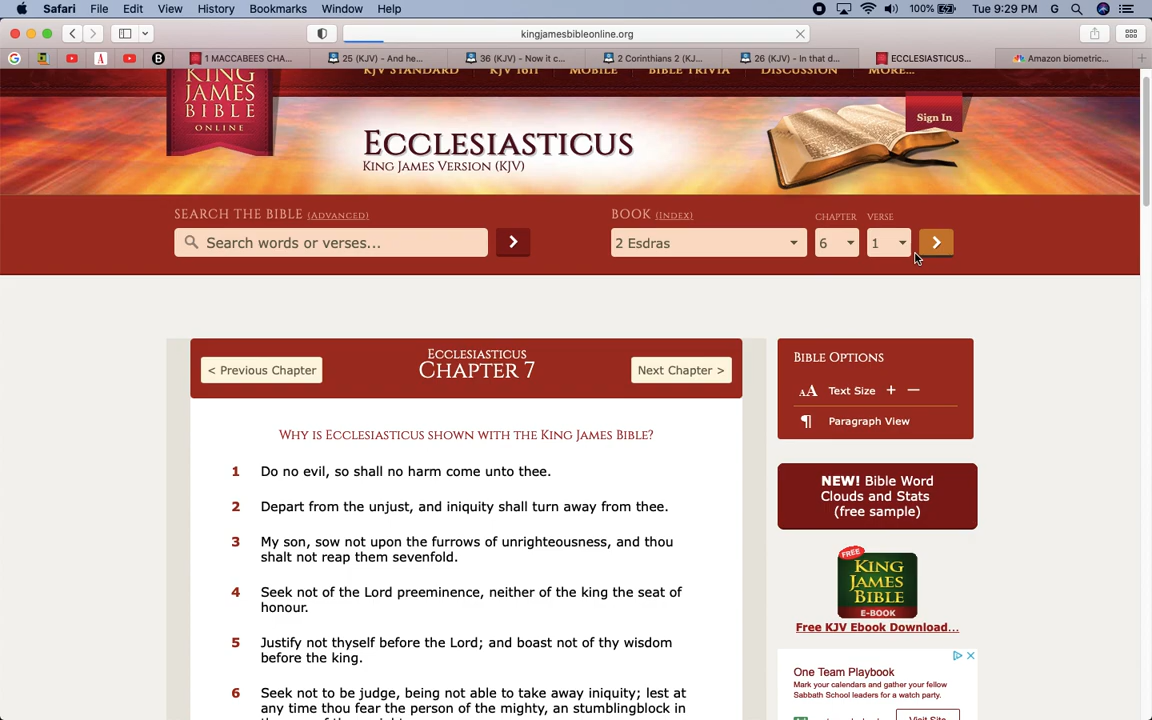 Safari File Edit View History Bookmarks Window Help 100% Tue 9:29 PM G
kingjamesbibleonline.org
1 MACCABEES CHA... 25 (KJV) - And he... 36 (KJV) - Now it c... 2 Corinthians 2 (KJ... 26 (KJV) - In that d... ECCLESIASTICUS... Amazon biometric...
KJV STANDARD KJV 1611 MOBILE BIBLE TRIVIA DISCUSSION MORE...
KING
JAMES
BIBLE
ONLINE
Sign In
ECCLESIASTICUS
KING JAMES VERSION (KJV)
SEARCH THE BIBLE (ADVANCED)
Search words or verses...
BOOK (INDEX) CHAPTER VERSE
2 Esdras 6 1
< Previous Chapter
ECCLESIASTICUS
CHAPTER 7
Next Chapter >
WHY IS ECCLESIASTICUS SHOWN WITH THE KING JAMES BIBLE?
1 Do no evil, so shall no harm come unto thee.
2 Depart from the unjust, and iniquity shall turn away from thee.
3 My son, sow not upon the furrows of unrighteousness, and thou
shalt not reap them sevenfold.
4 Seek not of the Lord preeminence, neither of the king the seat of
honour.
5 Justify not thyself before the Lord; and boast not of thy wisdom
before the king.
6 Seek not to be judge, being not able to take away iniquity; lest at
any time thou fear the person of the mighty, an stumblingblock in
BIBLE OPTIONS
AA Text Size + −
¶ Paragraph View
NEW! Bible Word
Clouds and Stats
(free sample)
FREE
KING
JAMES
BIBLE
E-BOOK
Free KJV Ebook Download...
One Team Playbook
Mark your calendars and gather your fellow
Sabbath School leaders for a watch party.
Visit Site